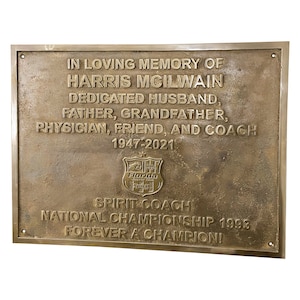 IN LOVING MEMORY OF
HARRIS MCILWAIN
DEDICATED HUSBAND,
FATHER, GRANDFATHER,
PHYSICIAN, FRIEND, AND COACH
1947-2021
SPIRIT COACH
NATIONAL CHAMPIONSHIP 1993
FOREVER A CHAMPION!